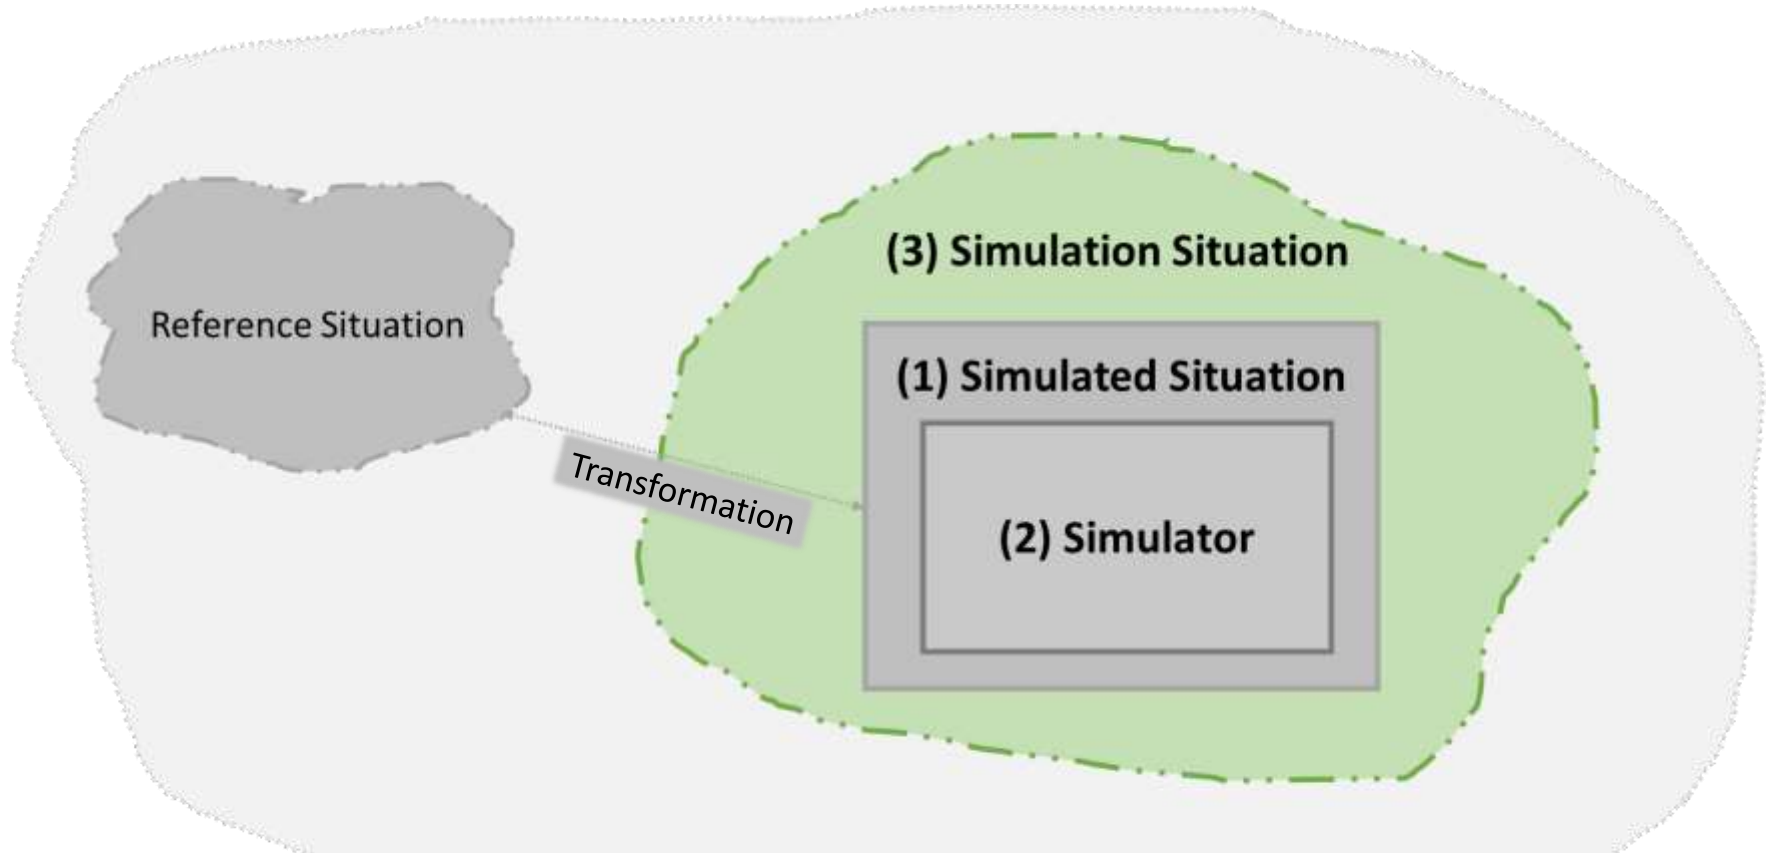 (3) Simulation Situation
Reference Situation
(1) Simulated Situation
Transformation
(2) Simulator